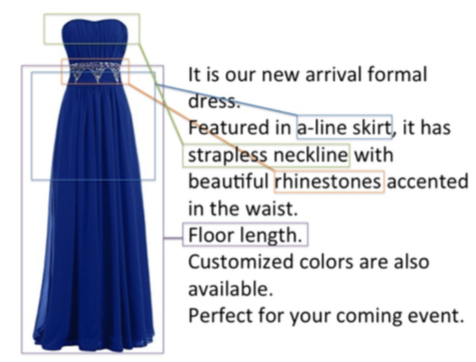 It is our new arrival formal
dress.
Featured in a-line skirt, it has
strapless neckline with
beautiful rhinestones accented
in the waist.
Floor length.
Customized colors are also
available.
Perfect for your coming event.